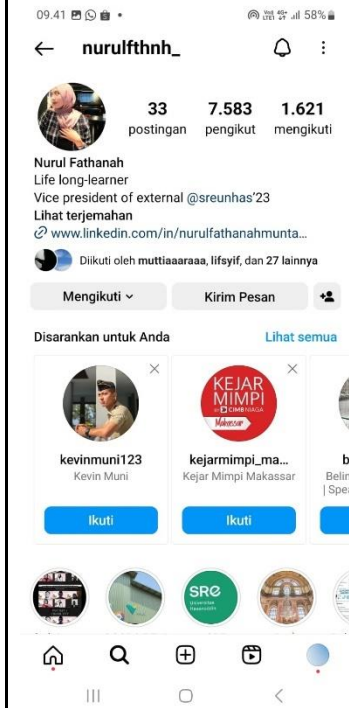 09.41
58%
nurulfthnh_
33 7.583 1.621
postingan pengikut mengikuti
Nurul Fathanah
Life long-learner
Vice president of external @sreunhas'23
Lihat terjemahan
www.linkedin.com/in/nurulfathanahmunta...
Diikuti oleh muttiaaaraaa, lifsyif, dan 27 lainnya
Mengikuti Kirim Pesan
Disarankan untuk Anda Lihat semua
KEJAR
MIMPI
CIMB NIAGA
Makassar
kevinmuni123 kejarmimpi_ma... b
Kevin Muni Kejar Mimpi Makassar Belin
| Spea
Ikuti Ikuti
SRE